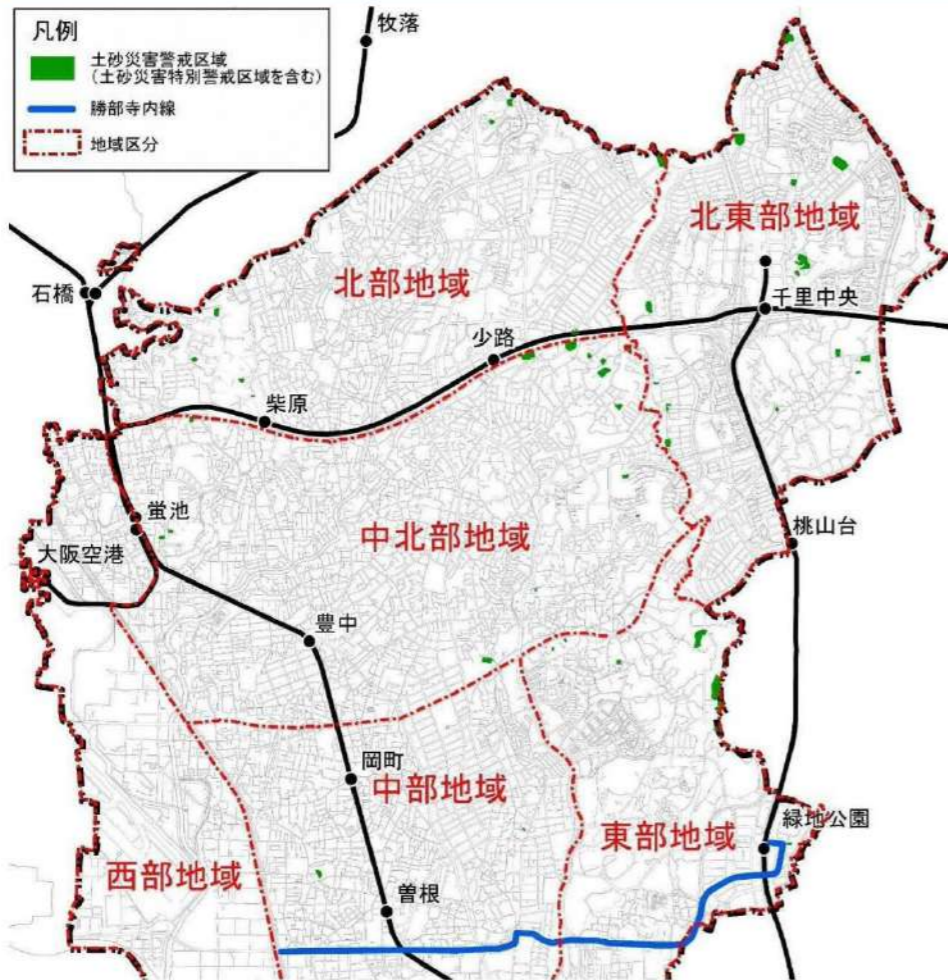 凡例
土砂災害警戒区域
(土砂災害特別警戒区域を含む)
勝部寺内線
地域区分
牧落
北東部地域
石橋
北部地域
千里中央
少路
柴原
蛍池
中北部地域
大阪空港
桃山台
豊中
岡町
中部地域
緑地公園
東部地域
西部地域
曽根